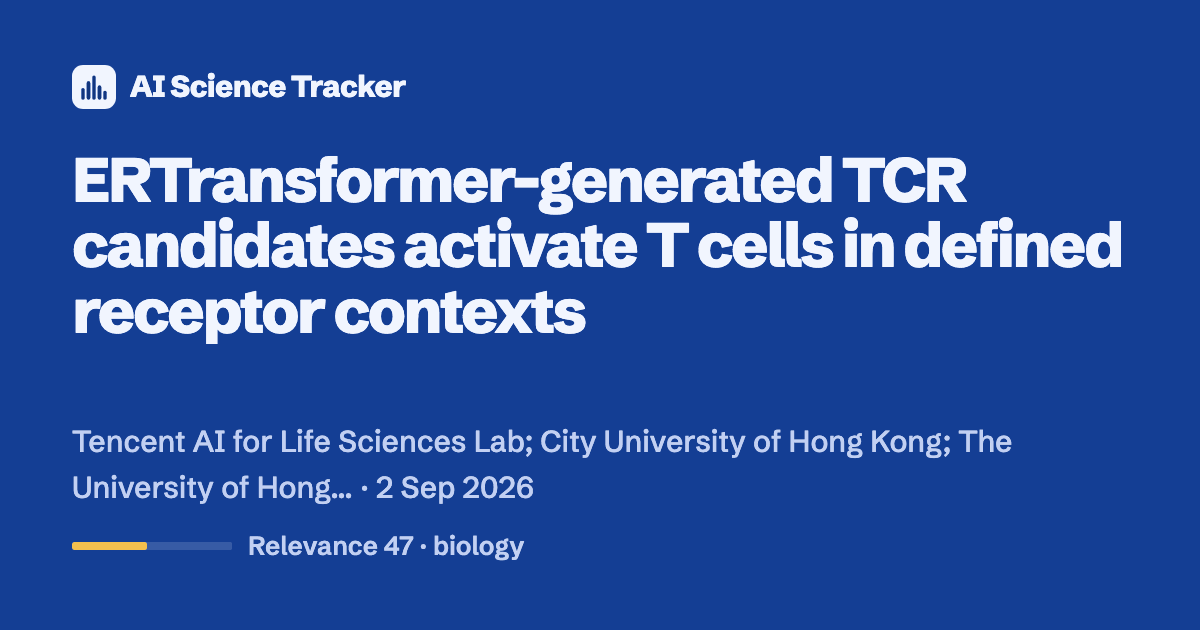 AI Science Tracker
ERTransformer-generated TCR
candidates activate T cells in defined
receptor contexts
Tencent AI for Life Sciences Lab; City University of Hong Kong; The
University of Hong... · 2 Sep 2026
Relevance 47 · biology